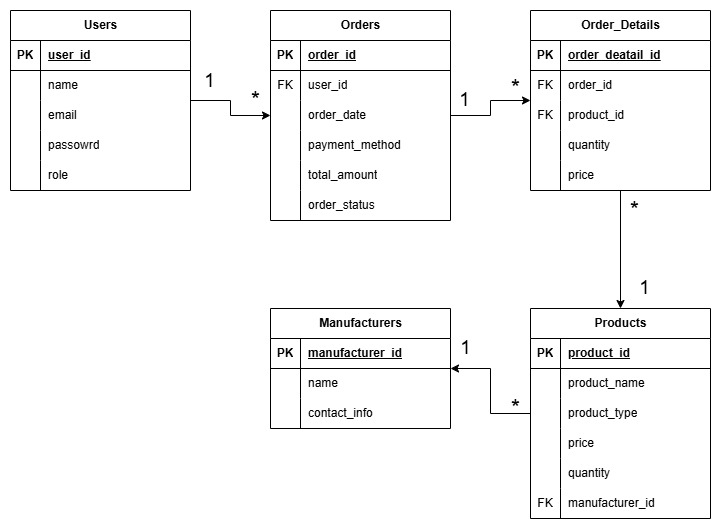 Users
PK user_id
name
email
passowrd
role
1
*
Orders
PK order_id
FK user_id
order_date
payment_method
total_amount
order_status
1
*
Order_Details
PK order_deatail_id
FK order_id
FK product_id
quantity
price
*
1
Manufacturers
PK manufacturer_id
name
contact_info
1
*
Products
PK product_id
product_name
product_type
price
quantity
FK manufacturer_id